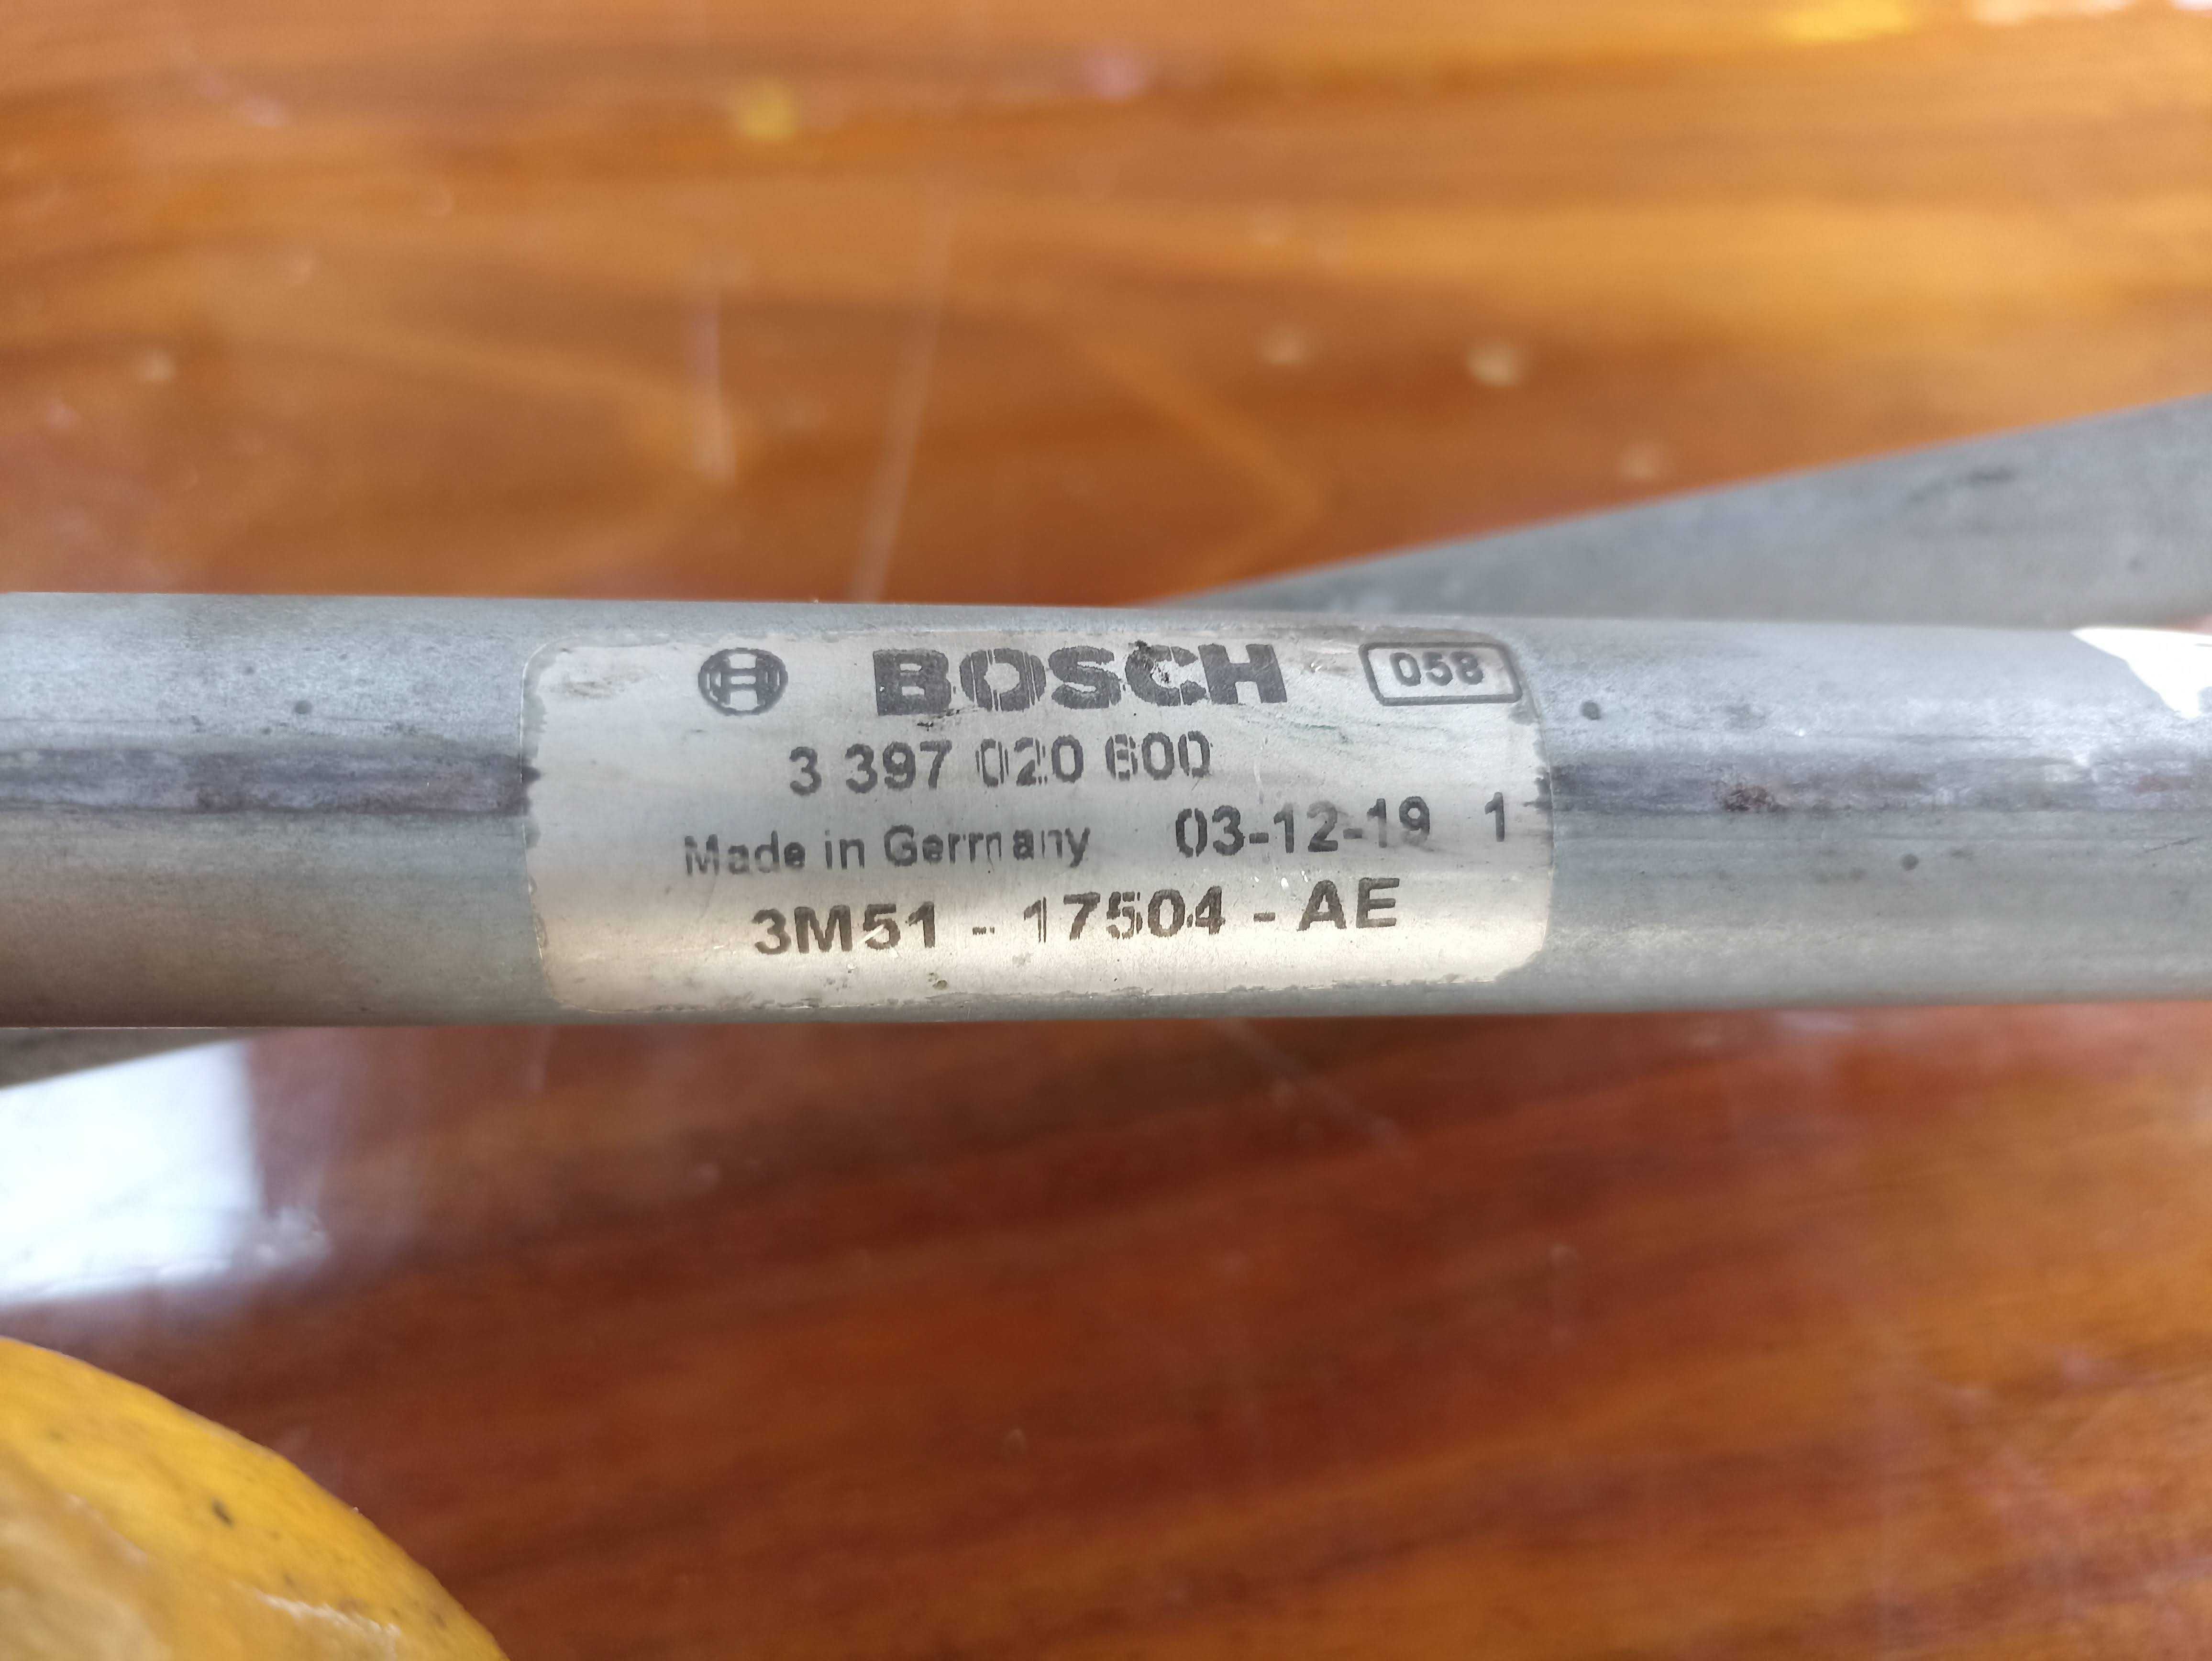 BOSCH 058
3 397 020 600
Made in Germany 03-12-19 1
3M51 - 17504 - AE